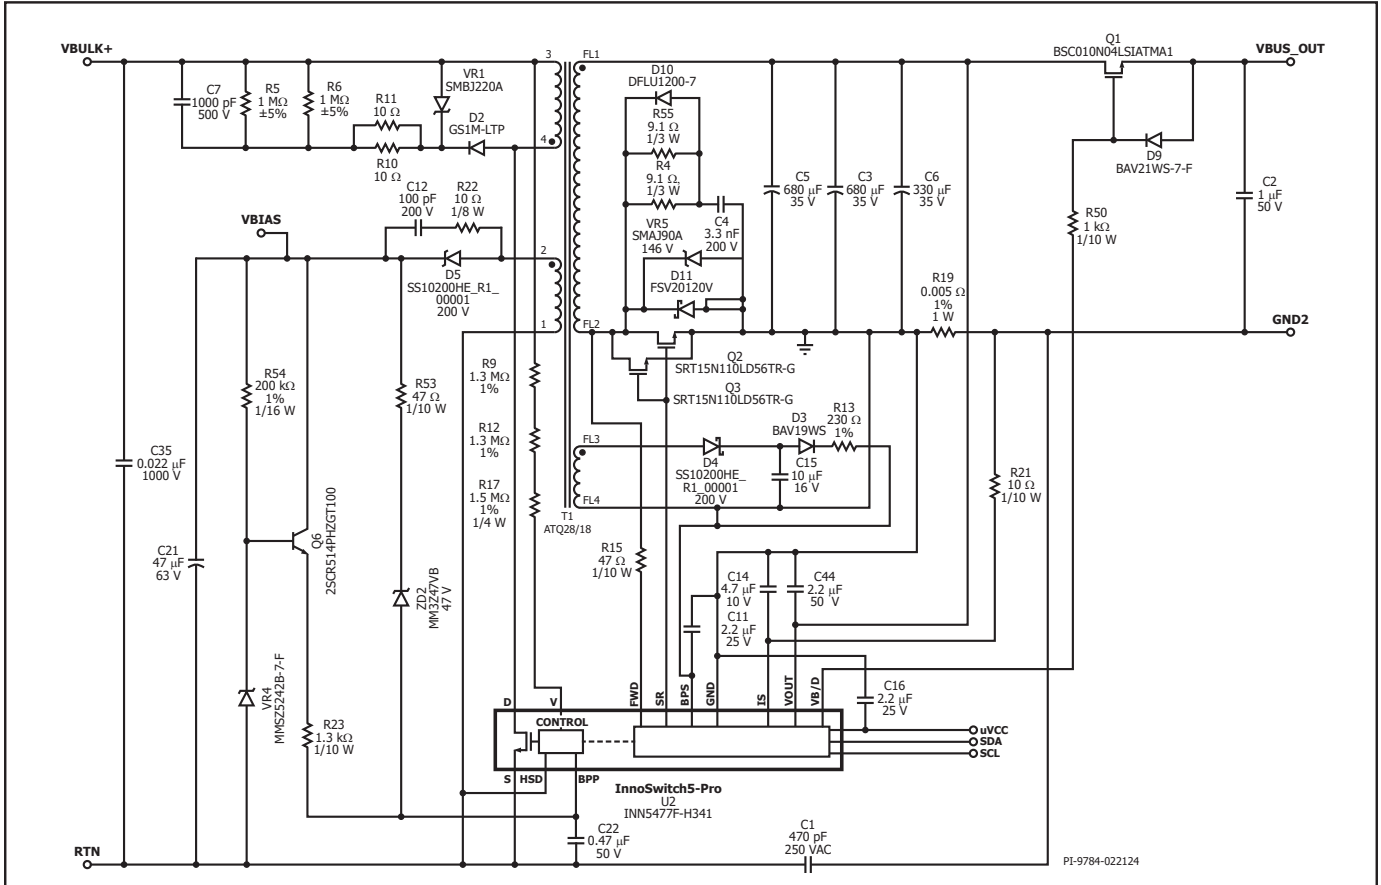 VBULK+
C7
1000 pF
500 V
R5
1 MΩ
±5%
R6
1 MΩ
±5%
R11
10 Ω
R10
10 Ω
VR1
SMBJ220A
D2
GS1M-LTP
3
4
FL1
D10
DFLU1200-7
R55
9.1 Ω
1/3 W
R4
9.1 Ω
1/3 W
C4
3.3 nF
200 V
VR5
SMAJ90A
146 V
D11
FSV20120V
C5
680 µF
35 V
C3
680 µF
35 V
C6
330 µF
35 V
Q1
BSC010N04LSIATMA1
VBUS_OUT
D9
BAV21WS-7-F
C2
1 µF
50 V
R50
1 kΩ
1/10 W
R19
0.005 Ω
1%
1 W
GND2
C12
100 pF
200 V
R22
10 Ω
1/8 W
VBIAS
2
1
D5
SS10200HE_R1_
00001
200 V
FL2
Q2
SRT15N110LD56TR-G
Q3
SRT15N110LD56TR-G
R54
200 kΩ
1%
1/16 W
R53
47 Ω
1/10 W
R9
1.3 MΩ
1%
R12
1.3 MΩ
1%
R17
1.5 MΩ
1%
1/4 W
FL3
FL4
T1
ATQ28/18
D4
SS10200HE_
R1_00001
200 V
D3
BAV19WS
R13
230 Ω
1%
C15
10 µF
16 V
R21
10 Ω
1/10 W
C35
0.022 µF
1000 V
C21
47 µF
63 V
Q6
2SCR514PHZGT100
ZD2
MM3Z47VB
47 V
R15
47 Ω
1/10 W
C14
4.7 µF
10 V
C44
2.2 µF
50 V
C11
2.2 µF
25 V
C16
2.2 µF
25 V
VR4
MMSZ5242B-7-F
R23
1.3 kΩ
1/10 W
D
V
FWD
SR
BPS
GND
IS
VOUT
VB/D
CONTROL
uVCC
SDA
SCL
S
HSD
BPP
InnoSwitch5-Pro
U2
INN5477F-H341
C22
0.47 µF
50 V
C1
470 pF
250 VAC
RTN
PI-9784-022124